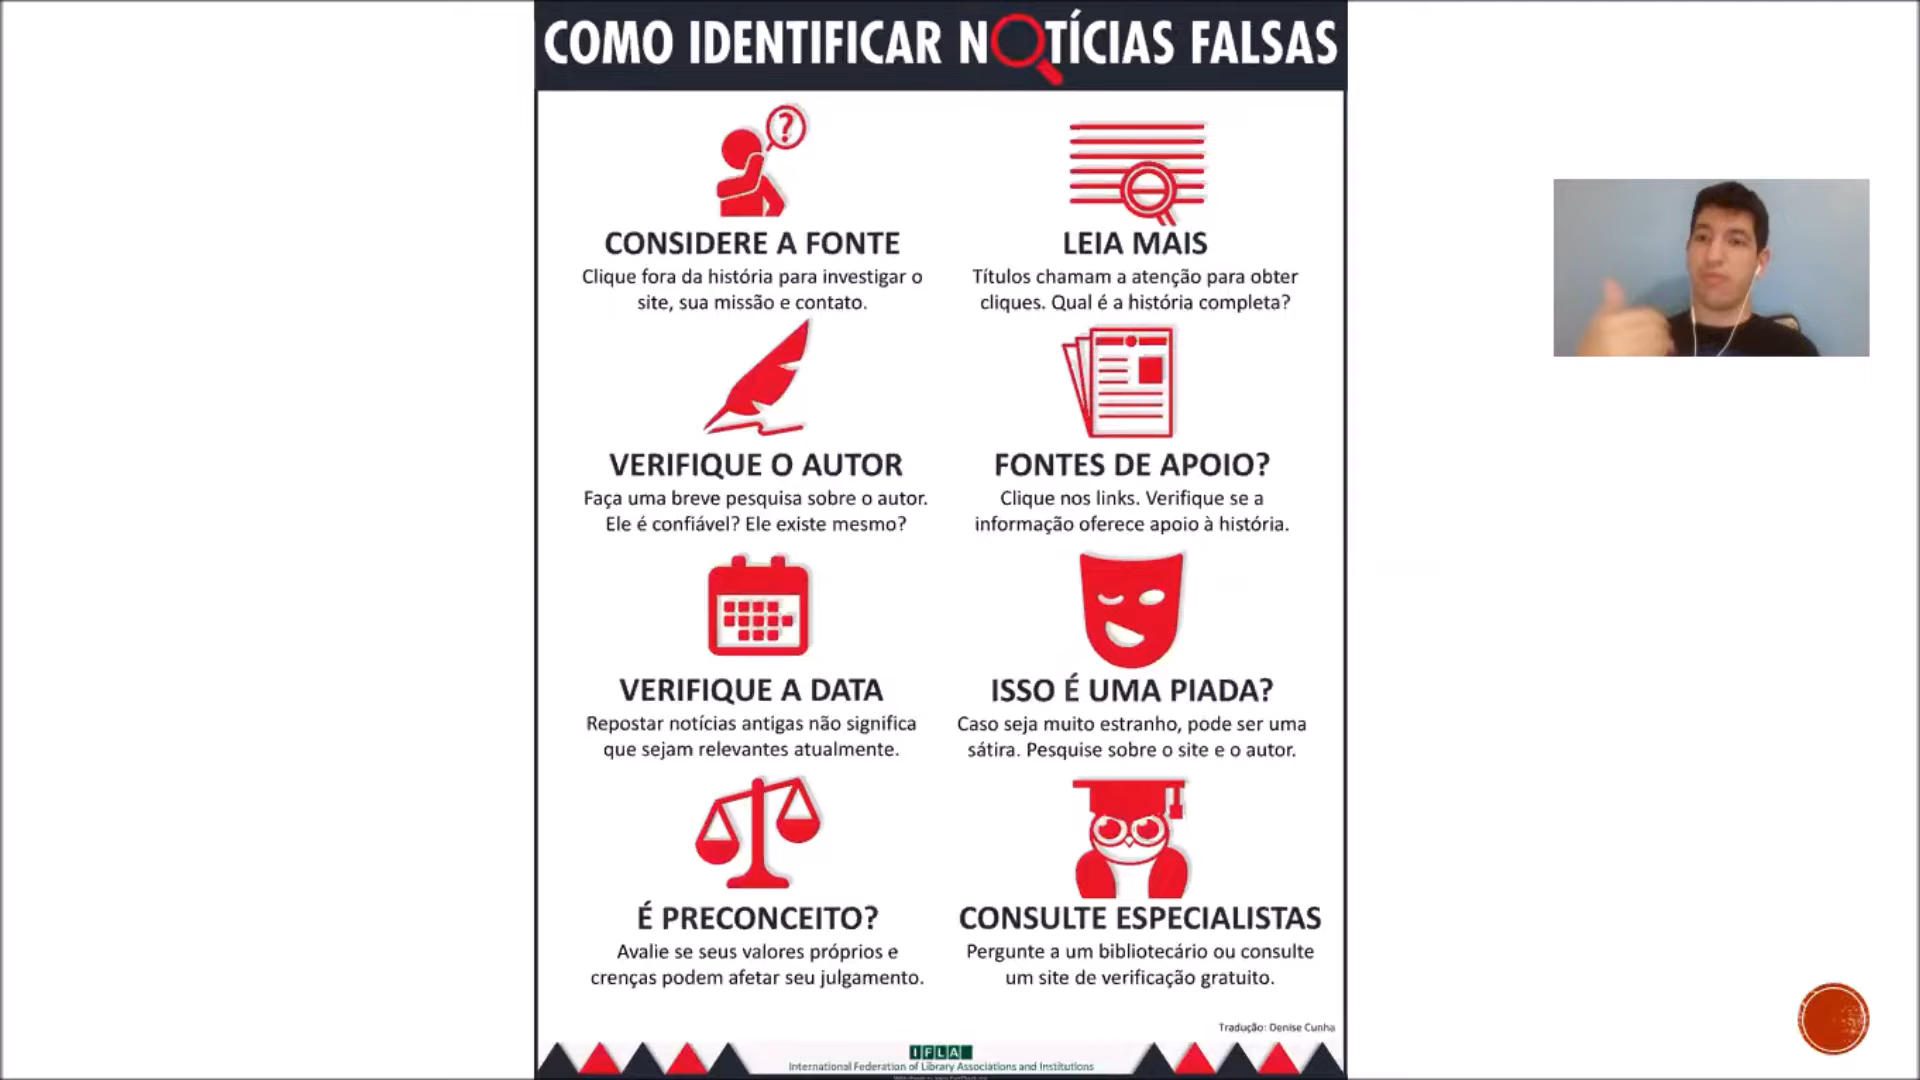 COMO IDENTIFICAR NOTÍCIAS FALSAS
?
CONSIDERE A FONTE
Clique fora da história para investigar o
site, sua missão e contato.
LEIA MAIS
Títulos chamam a atenção para obter
cliques. Qual é a história completa?
VERIFIQUE O AUTOR
Faça uma breve pesquisa sobre o autor.
Ele é confiável? Ele existe mesmo?
FONTES DE APOIO?
Clique nos links. Verifique se a
informação oferece apoio à história.
VERIFIQUE A DATA
Repostar notícias antigas não significa
que sejam relevantes atualmente.
ISSO É UMA PIADA?
Caso seja muito estranho, pode ser uma
sátira. Pesquise sobre o site e o autor.
É PRECONCEITO?
Avalie se seus valores próprios e
crenças podem afetar seu julgamento.
CONSULTE ESPECIALISTAS
Pergunte a um bibliotecário ou consulte
um site de verificação gratuito.
Tradução: Denise Cunha
IFLA
International Federation of Library Associations and Institutions